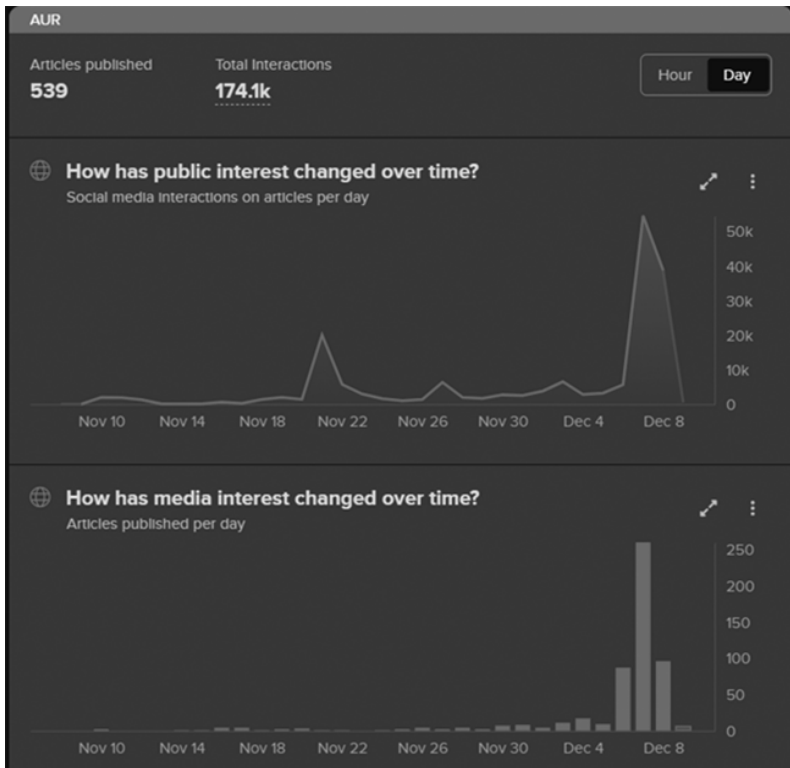 AUR
Articles published Total Interactions
539 174.1k
Hour Day
How has public interest changed over time?
Social media interactions on articles per day
50k
40k
30k
20k
10k
0
Nov 10 Nov 14 Nov 18 Nov 22 Nov 26 Nov 30 Dec 4 Dec 8
How has media interest changed over time?
Articles published per day
250
200
150
100
50
0
Nov 10 Nov 14 Nov 18 Nov 22 Nov 26 Nov 30 Dec 4 Dec 8